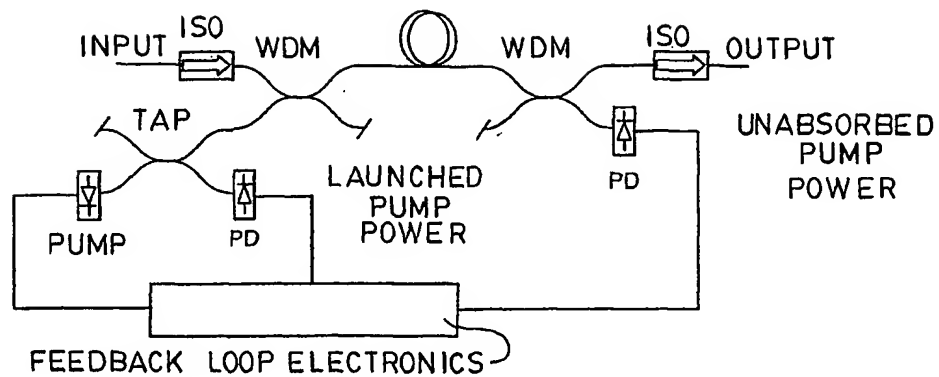 INPUT
ISO
WDM
WDM
ISO
OUTPUT
TAP
UNABSORBED
PUMP
POWER
LAUNCHED
PUMP
POWER
PD
PUMP
PD
FEEDBACK LOOP ELECTRONICS